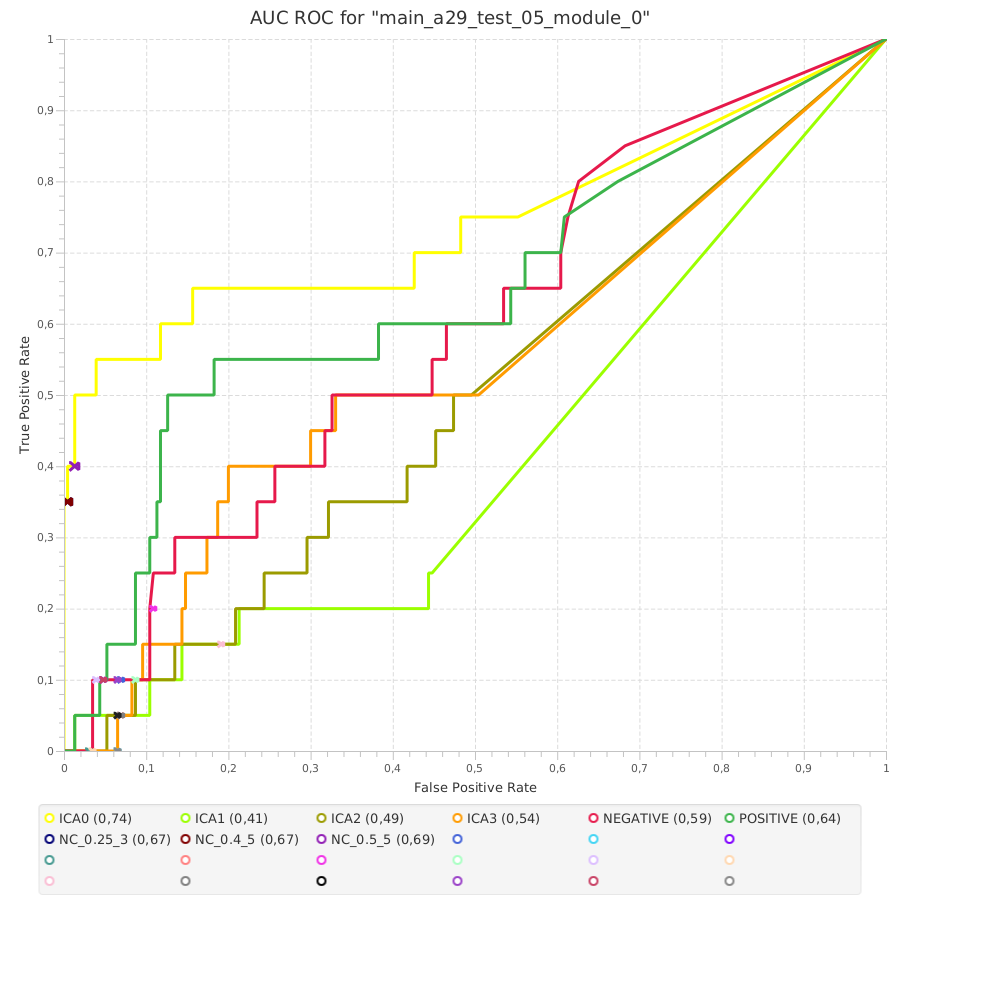 AUC ROC for "main_a29_test_05_module_0"
1
0,9
0,8
0,7
0,6
0,5
0,4
0,3
0,2
0,1
0
True Positive Rate
0 0,1 0,2 0,3 0,4 0,5 0,6 0,7 0,8 0,9 1
False Positive Rate
ICA0 (0,74) ICA1 (0,41) ICA2 (0,49) ICA3 (0,54) NEGATIVE (0,59) POSITIVE (0,64)
NC_0.25_3 (0,67) NC_0.4_5 (0,67) NC_0.5_5 (0,69)